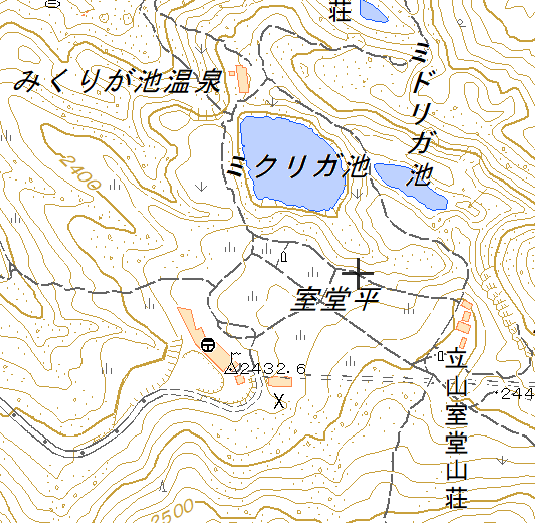 荘
みくりが池温泉
ミドリガ池
ミクリガ池
2400
室堂平
2432.6
立山室堂山荘
244
2500